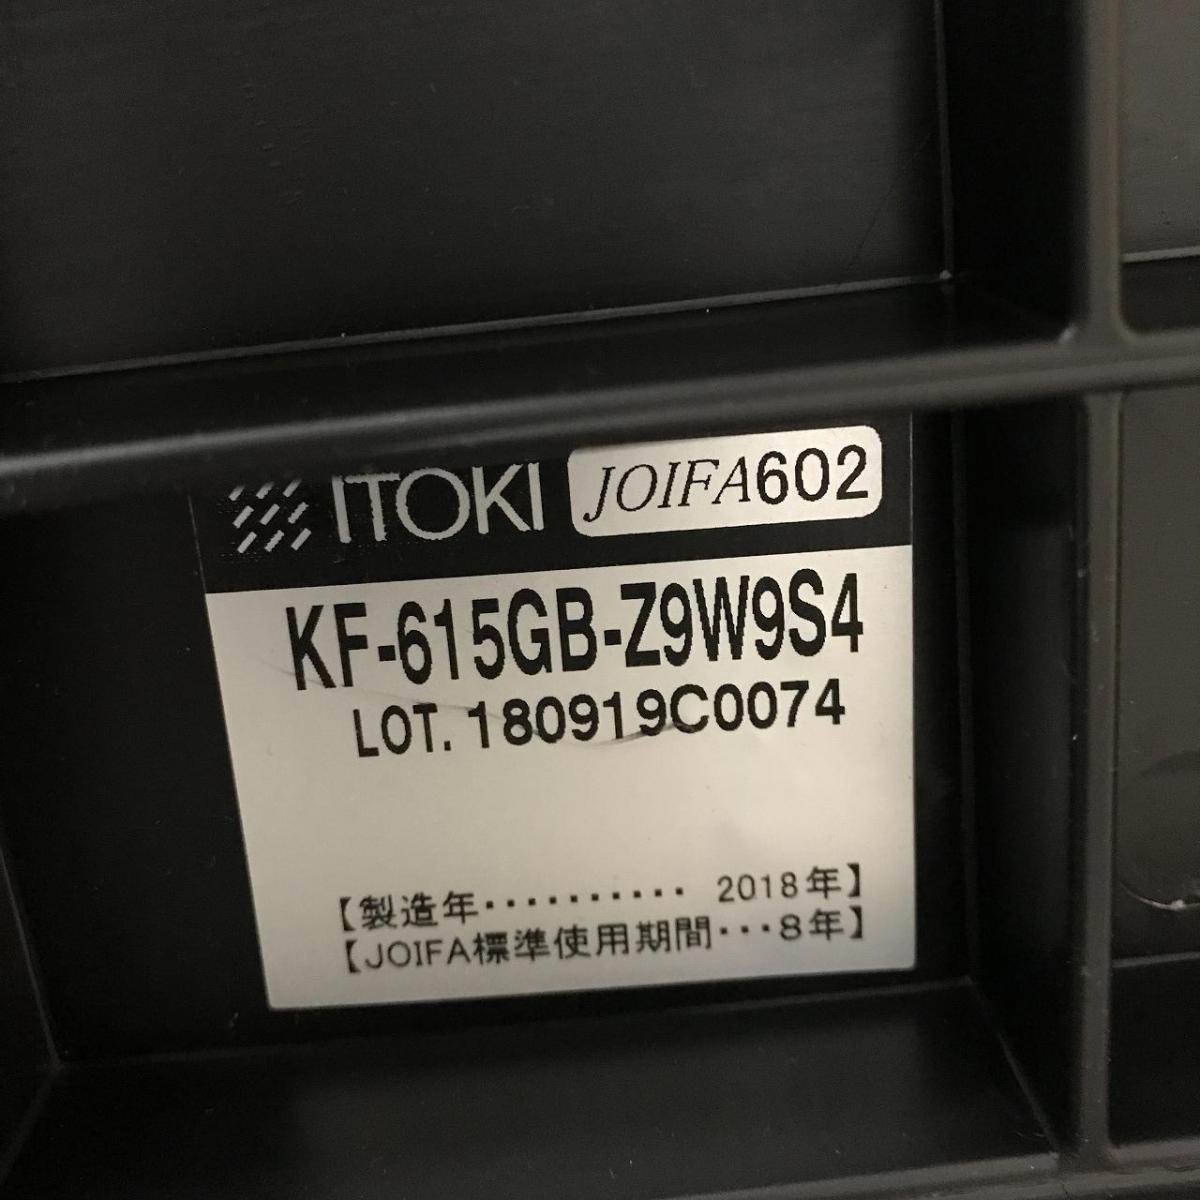 ITOKI JOIFA602
KF-615GB-Z9W9S4
LOT. 180919C0074
【製造年・・・・・・・・・・ 2018年】
【JOIFA標準使用期間・・・8年】